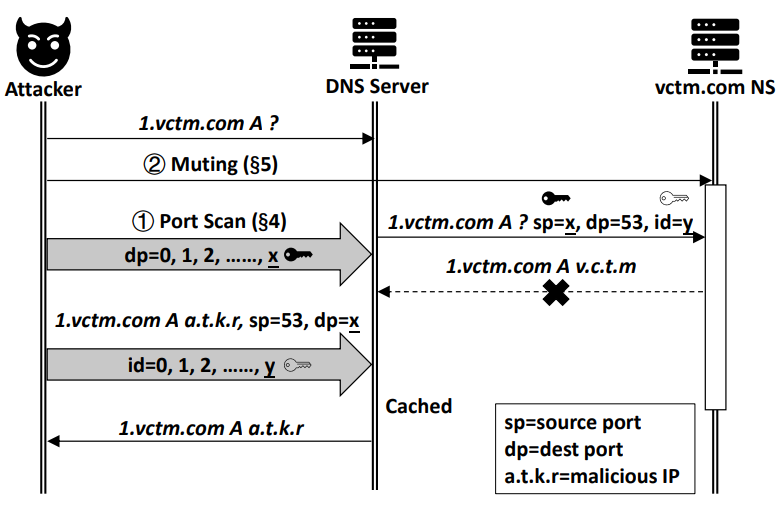 Attacker
DNS Server
vctm.com NS
1.vctm.com A ?
② Muting (§5)
① Port Scan (§4)
1.vctm.com A ? sp=x, dp=53, id=y
dp=0, 1, 2, ......, x
1.vctm.com A v.c.t.m
1.vctm.com A a.t.k.r, sp=53, dp=x
id=0, 1, 2, ......, y
Cached
1.vctm.com A a.t.k.r
sp=source port
dp=dest port
a.t.k.r=malicious IP